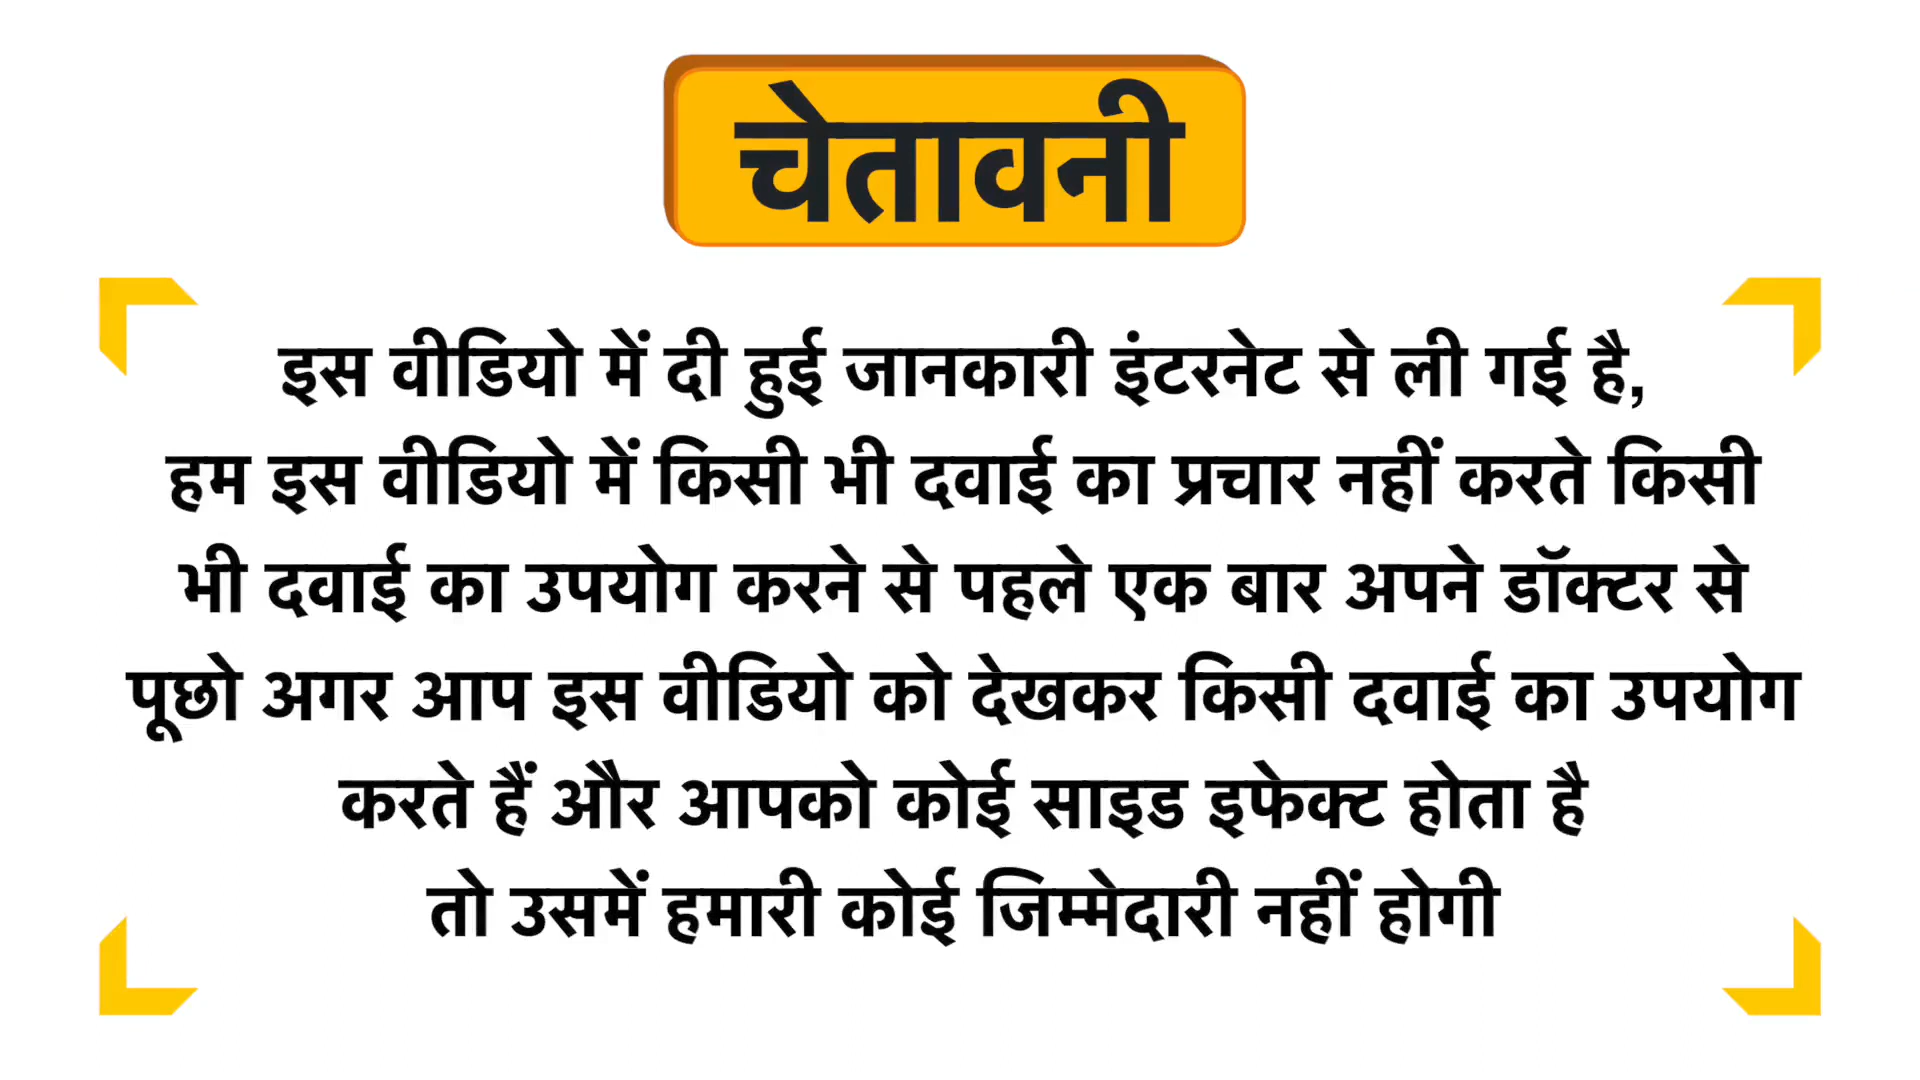 चेतावनी
इस वीडियो में दी हुई जानकारी इंटरनेट से ली गई है,
हम इस वीडियो में किसी भी दवाई का प्रचार नहीं करते किसी
भी दवाई का उपयोग करने से पहले एक बार अपने डॉक्टर से
पूछो अगर आप इस वीडियो को देखकर किसी दवाई का उपयोग
करते हैं और आपको कोई साइड इफेक्ट होता है
तो उसमें हमारी कोई जिम्मेदारी नहीं होगी